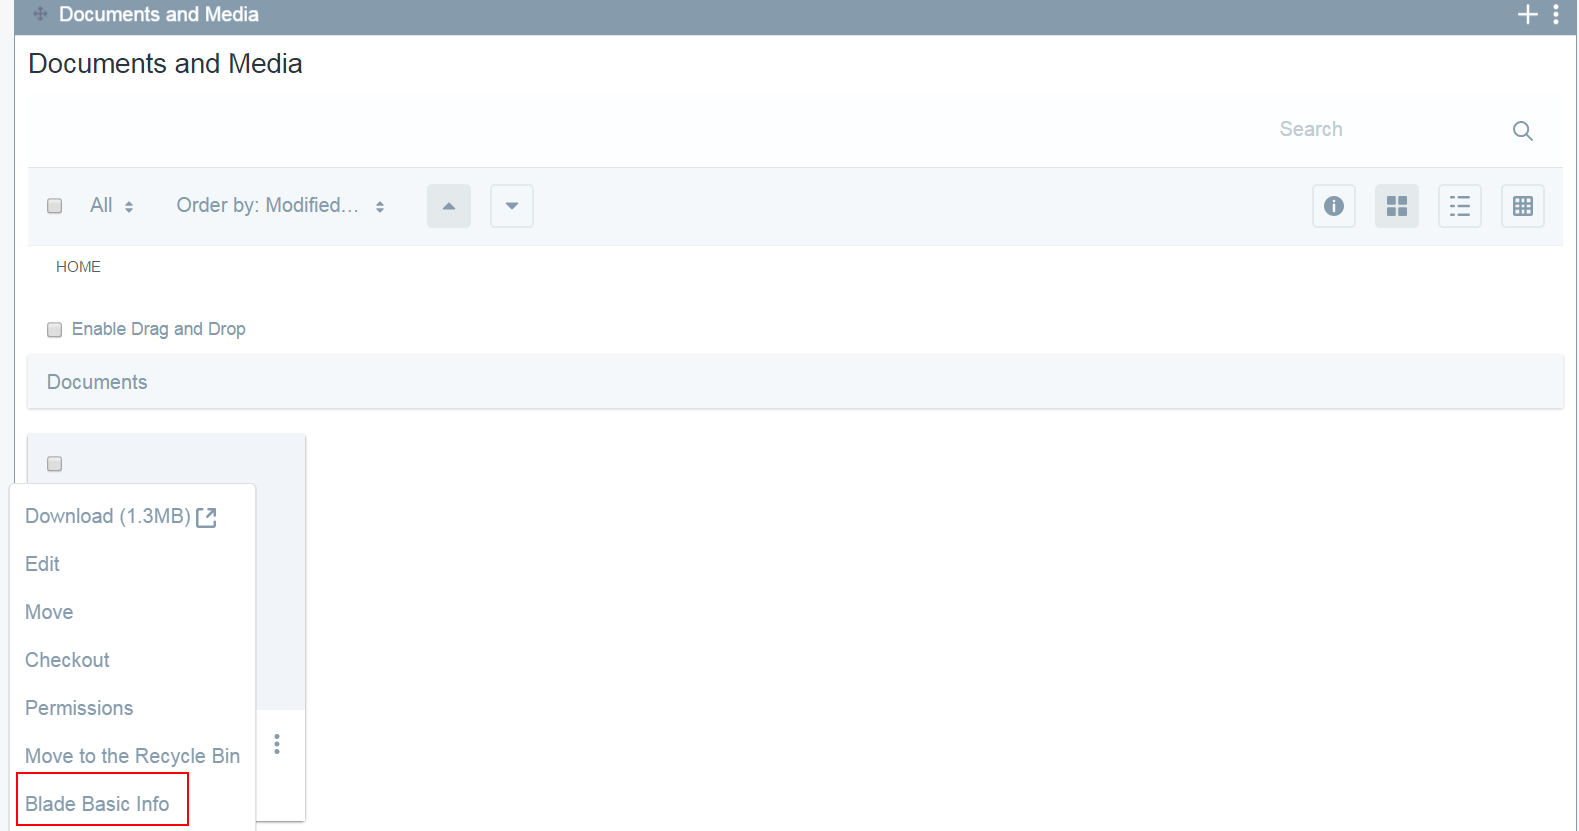 Documents and Media
Documents and Media
Search
All
Order by: Modified...
HOME
Enable Drag and Drop
Documents
Download (1.3MB)
Edit
Move
Checkout
Permissions
Move to the Recycle Bin
Blade Basic Info